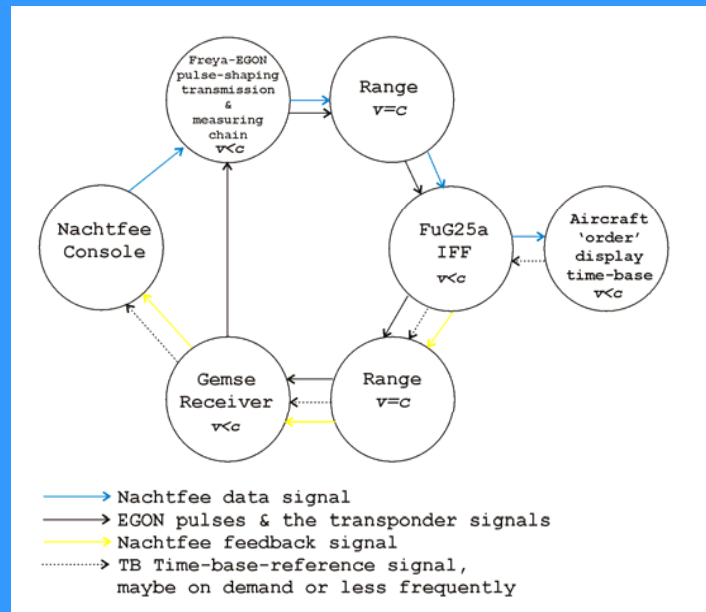 Freya-EGON
pulse-shaping
transmission
&
measuring
chain
v<c
Range
v=c
Nachtfee
Console
FuG25a
IFF
v<c
Aircraft
'order'
display
time-base
v<c
Gemse
Receiver
v<c
Range
v=c
Nachtfee data signal
EGON pulses & the transponder signals
Nachtfee feedback signal
TB Time-base-reference signal,
maybe on demand or less frequently